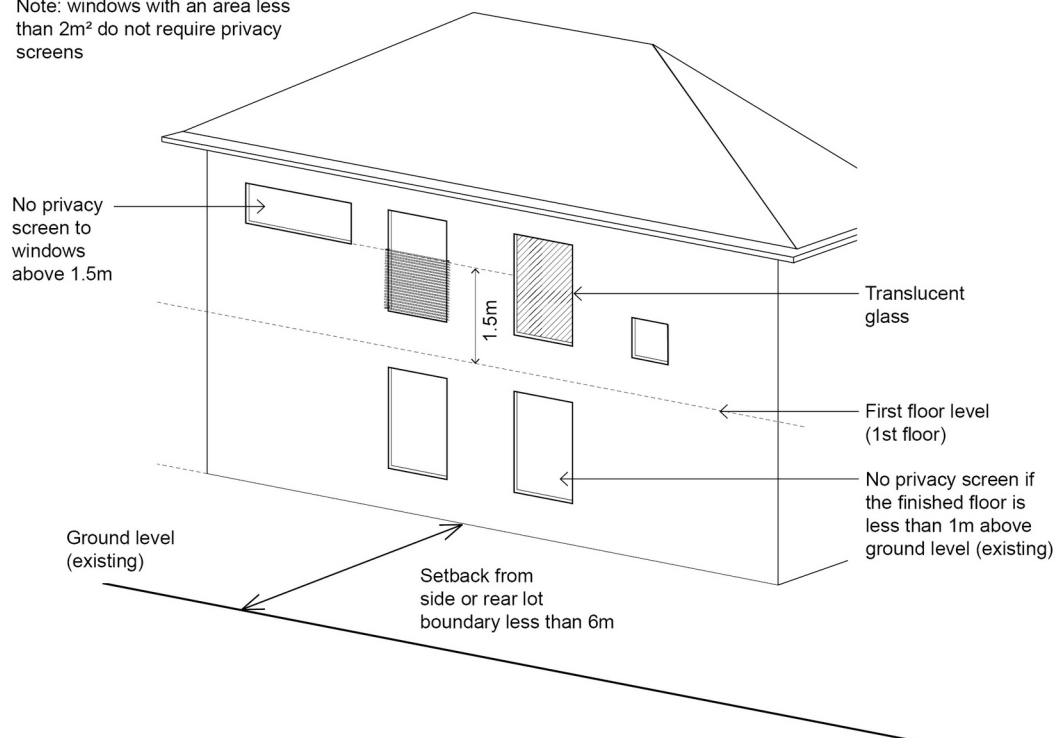 Note: windows with an area less
than 2m² do not require privacy
screens
No privacy
screen to
windows
above 1.5m
1.5m
Translucent
glass
First floor level
(1st floor)
No privacy screen if
the finished floor is
less than 1m above
ground level (existing)
Ground level
(existing)
Setback from
side or rear lot
boundary less than 6m